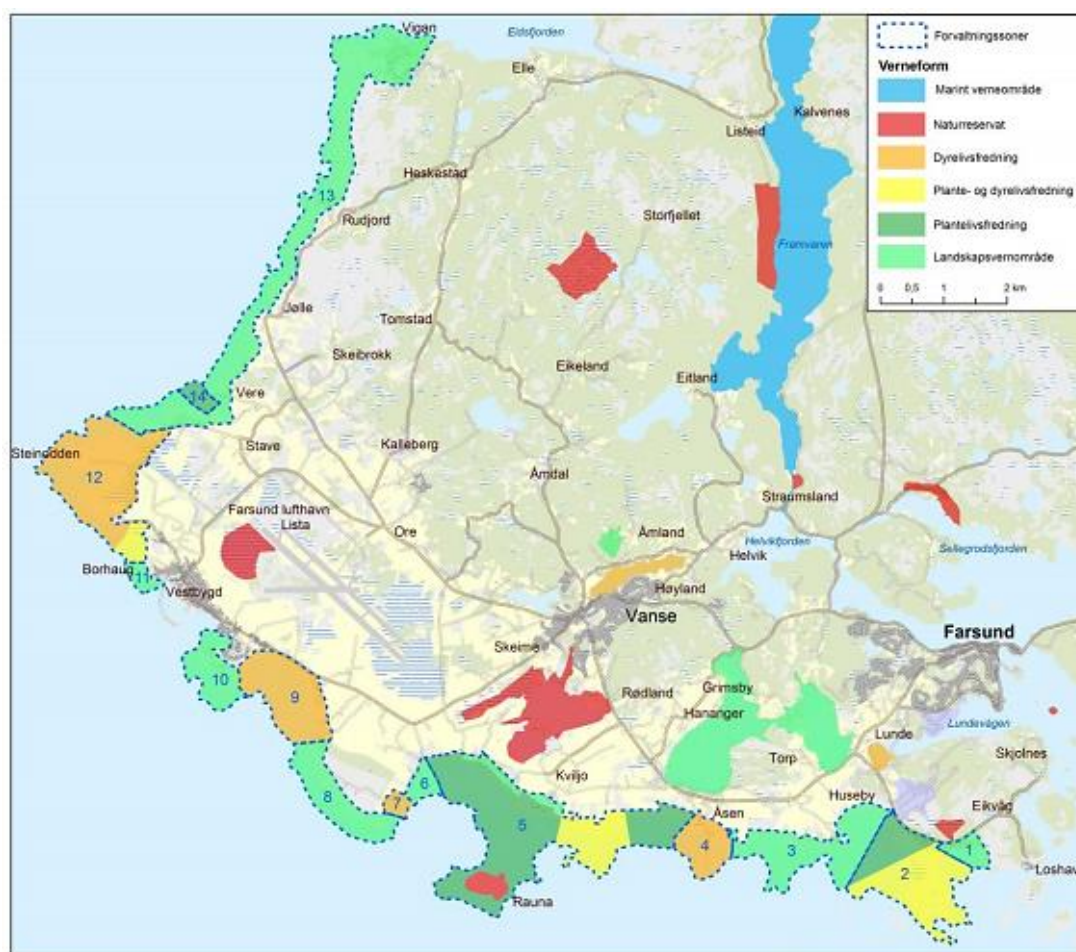 Vigan
Eidsfjorden
Elle
Forvaltningssoner
Verneform
Marint verneområde
Naturreservat
Dyrelivsfredning
Plante- og dyrelivsfredning
Plantelivsfredning
Landskapsvernområde
0 0,5 1 2 km
Kalvenes
Listeid
Heskestad
13
Rudjord
Storfjellet
Framvaren
Jølle
Tomstad
Skeibrokk
Eikeland
Eitland
14
Vere
Steinodden
Stave
Kalleberg
12
Åmdal
Straumsland
Farsund lufthavn
Lista
Ore
Åmland
Helvikfjorden
Helvik
Sellegrodsfjorden
Borhaug
11
Vestbygd
Høyland
Vanse
Farsund
Skeime
10
9
Rødland
Grimsby
Hananger
Lundevågen
Lunde
Skjolnes
Torp
Kviljo
6
Huseby
8
7
Åsen
Eikvåg
5
4
3
1
2
Loshav
Rauna